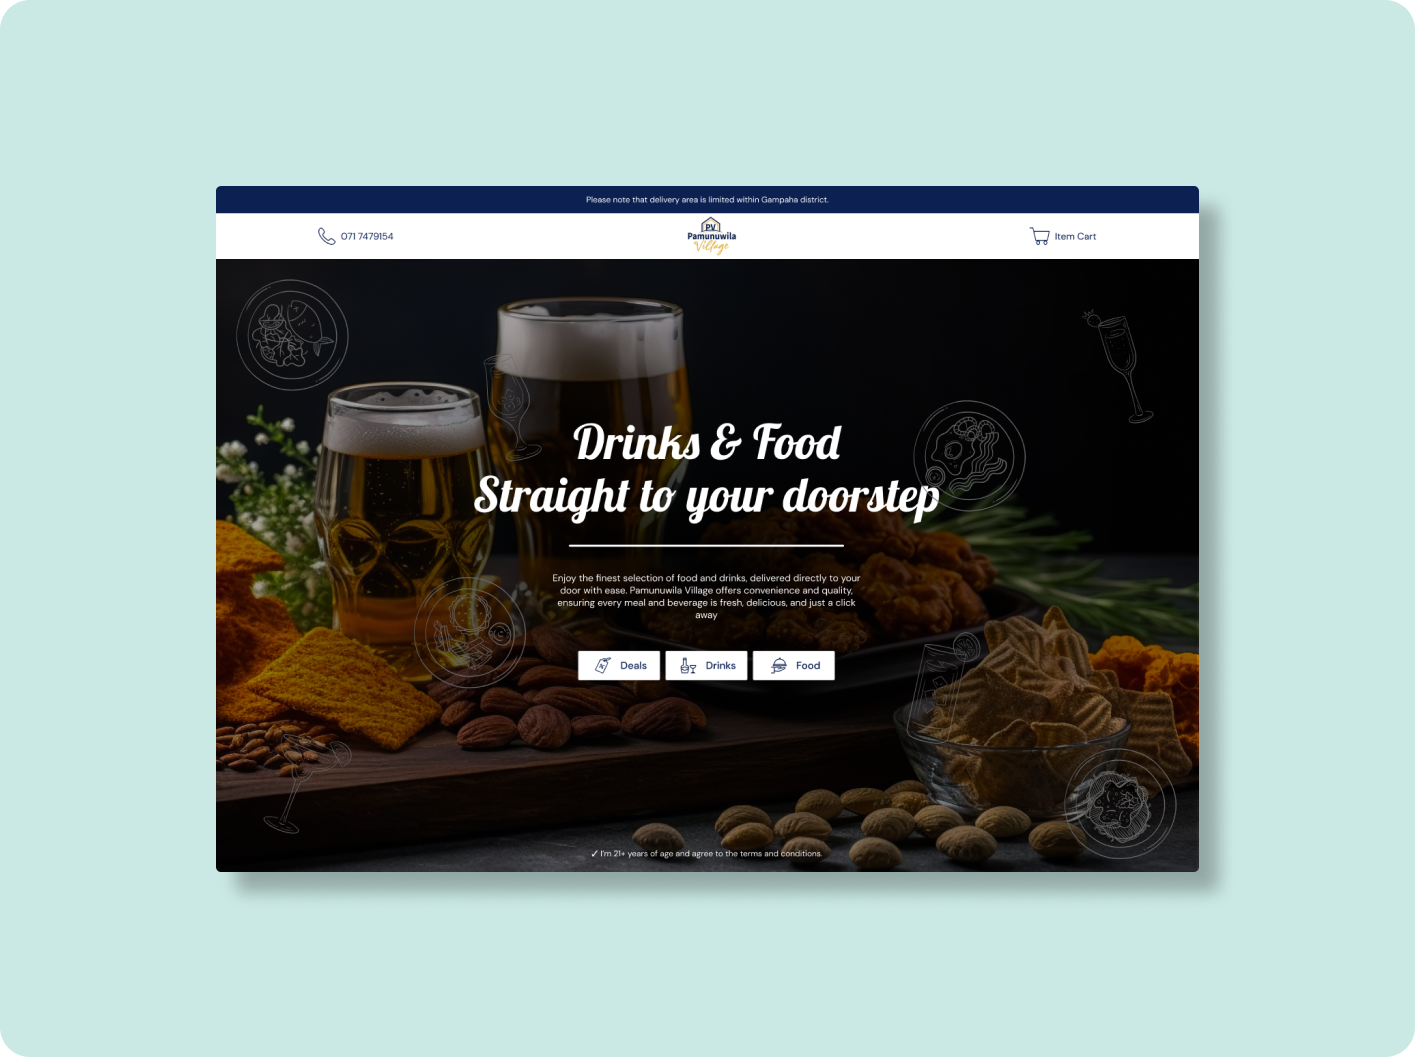 Please note that delivery area is limited within Gampaha district.
071 7479154
PV
Pamunuwila
Village
Item Cart
Drinks & Food
Straight to your doorstep
Enjoy the finest selection of food and drinks, delivered directly to your
door with ease. Pamunuwila Village offers convenience and quality,
ensuring every meal and beverage is fresh, delicious, and just a click
away
Deals
Drinks
Food
✓ I'm 21+ years of age and agree to the terms and conditions.